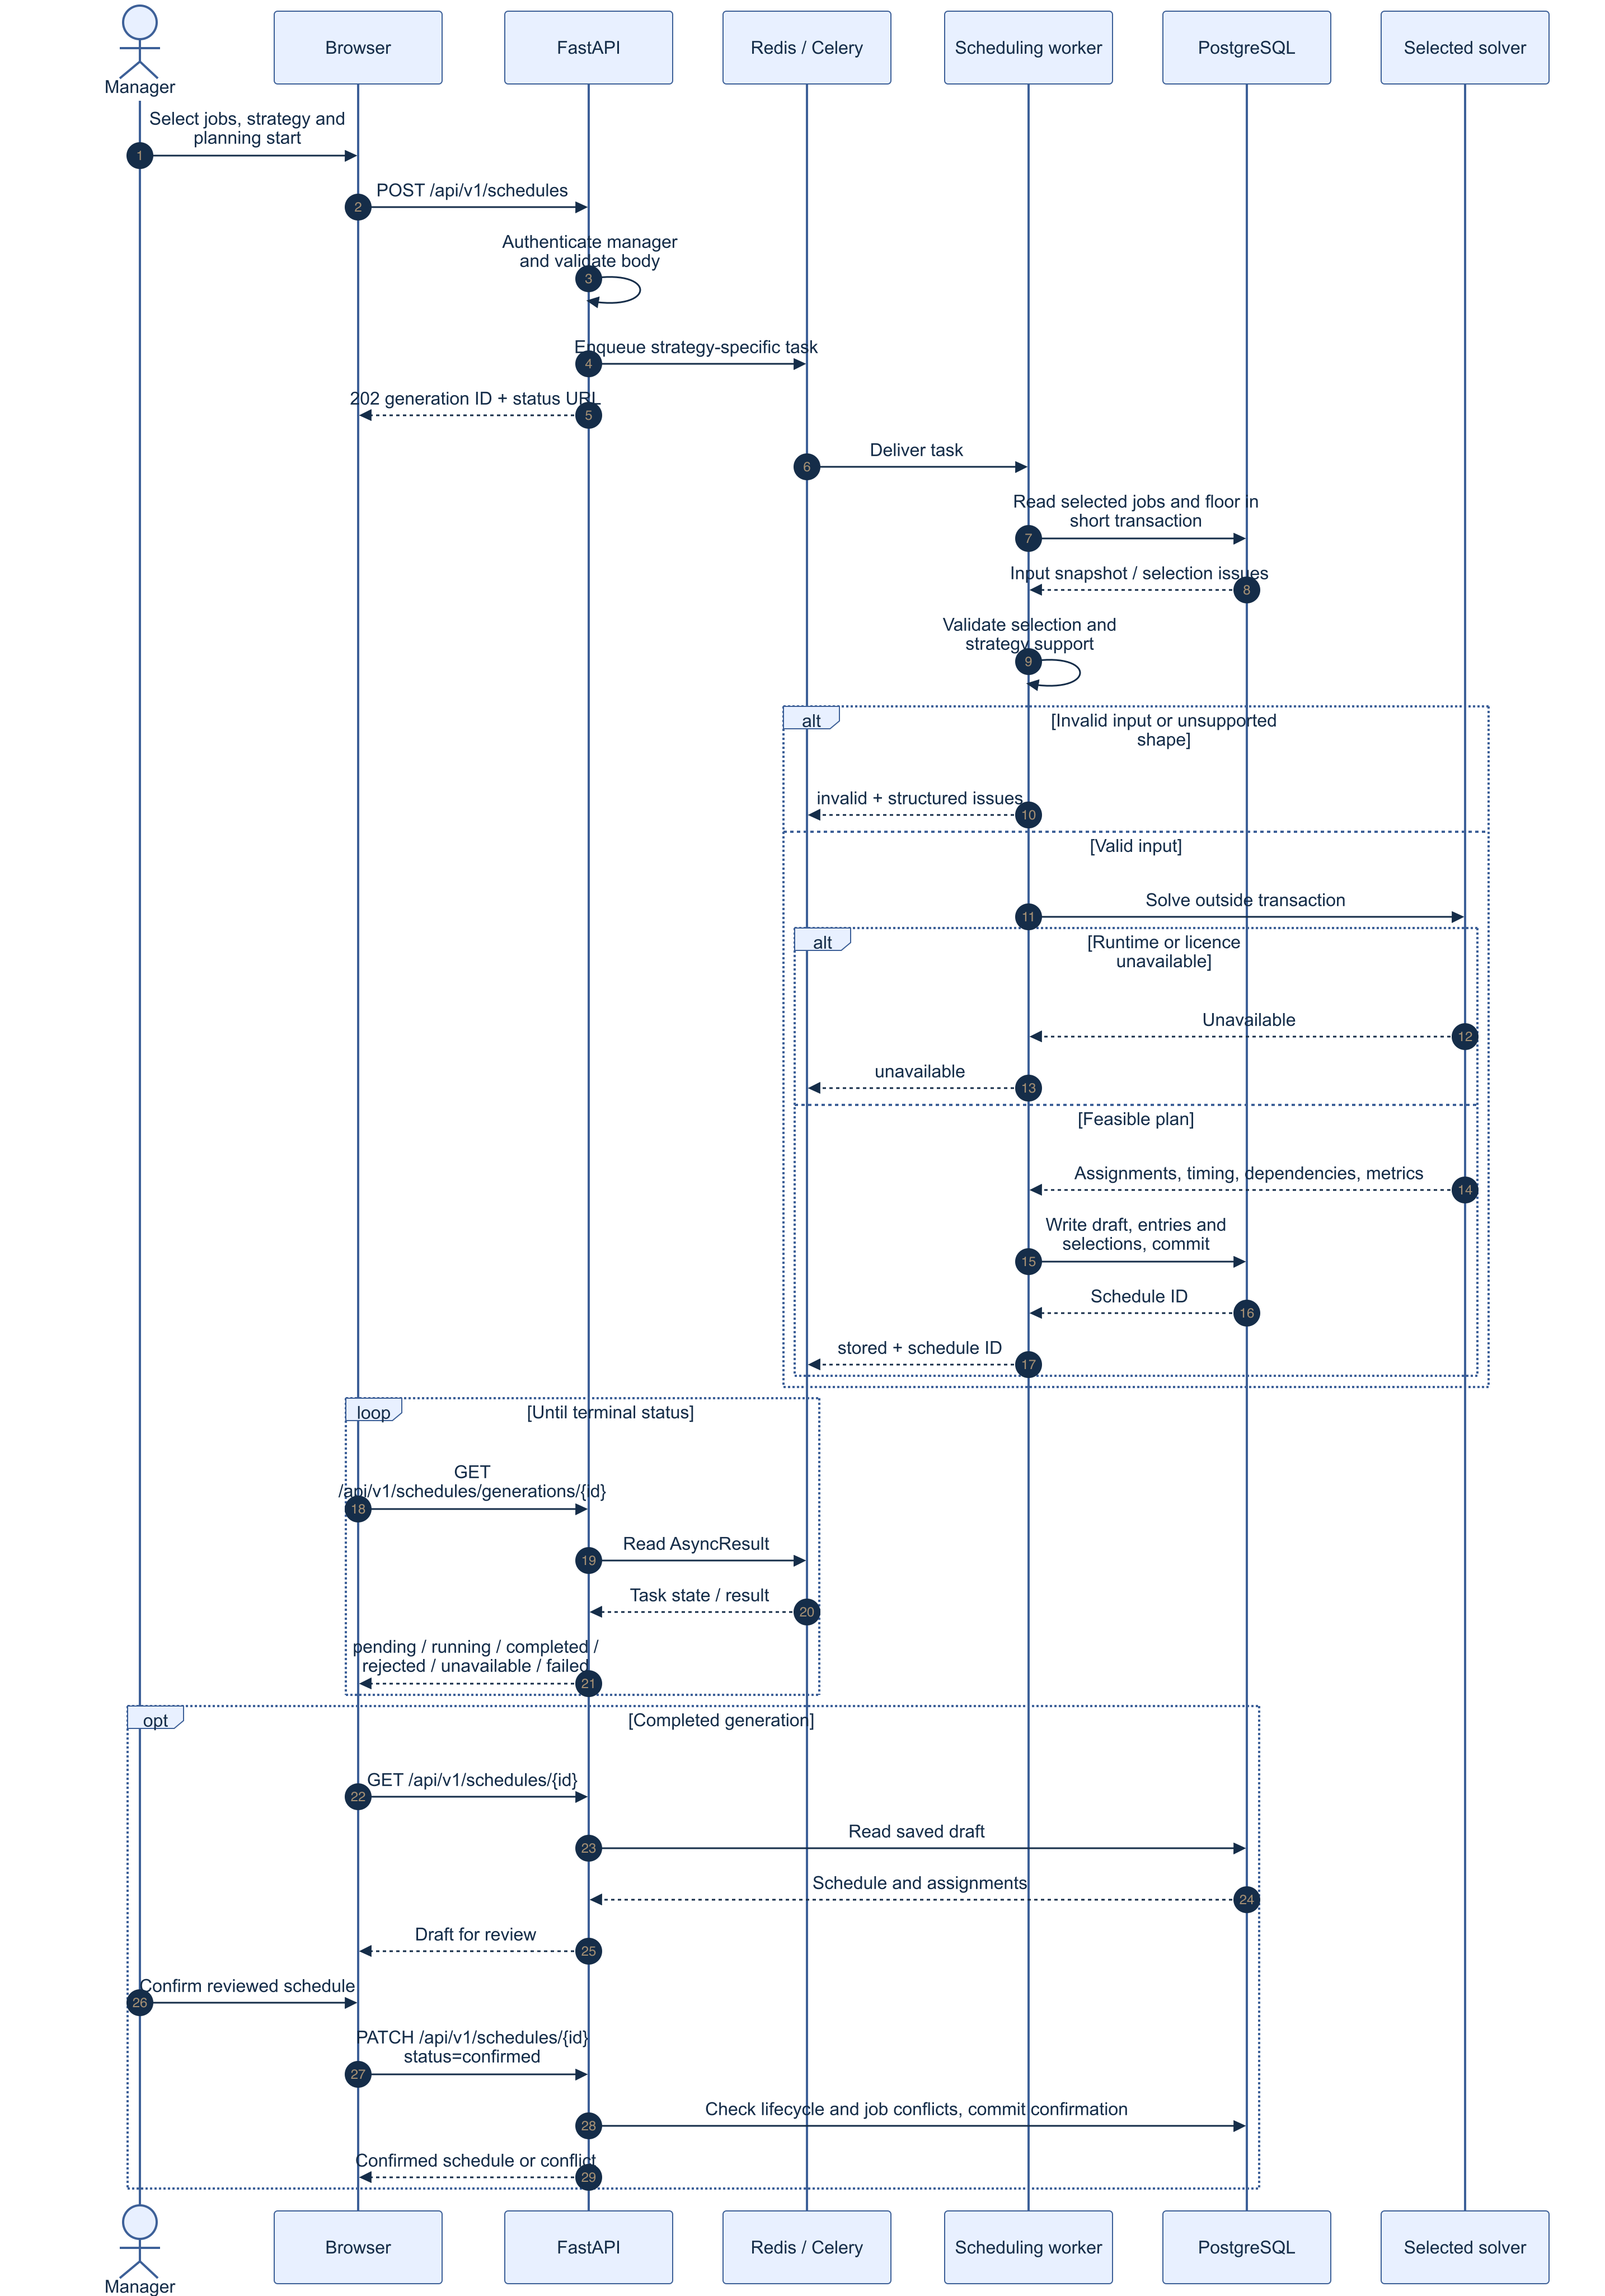 Manager
Browser
FastAPI
Redis / Celery
Scheduling worker
PostgreSQL
Selected solver
Select jobs, strategy and
planning start
1
POST /api/v1/schedules
2
Authenticate manager
and validate body
3
Enqueue strategy-specific task
4
202 generation ID + status URL
5
Deliver task
6
Read selected jobs and floor in
short transaction
7
Input snapshot / selection issues
8
Validate selection and
strategy support
9
alt
[Invalid input or unsupported
shape]
invalid + structured issues
10
[Valid input]
Solve outside transaction
11
alt
[Runtime or licence
unavailable]
Unavailable
12
unavailable
13
[Feasible plan]
Assignments, timing, dependencies, metrics
14
Write draft, entries and
selections, commit
15
Schedule ID
16
stored + schedule ID
17
loop
[Until terminal status]
GET
/api/v1/schedules/generations/{id}
18
Read AsyncResult
19
Task state / result
20
pending / running / completed /
rejected / unavailable / failed
21
opt
[Completed generation]
GET /api/v1/schedules/{id}
22
Read saved draft
23
Schedule and assignments
24
Draft for review
25
Confirm reviewed schedule
26
PATCH /api/v1/schedules/{id}
status=confirmed
27
Check lifecycle and job conflicts, commit confirmation
28
Confirmed schedule or conflict
29
Manager
Browser
FastAPI
Redis / Celery
Scheduling worker
PostgreSQL
Selected solver